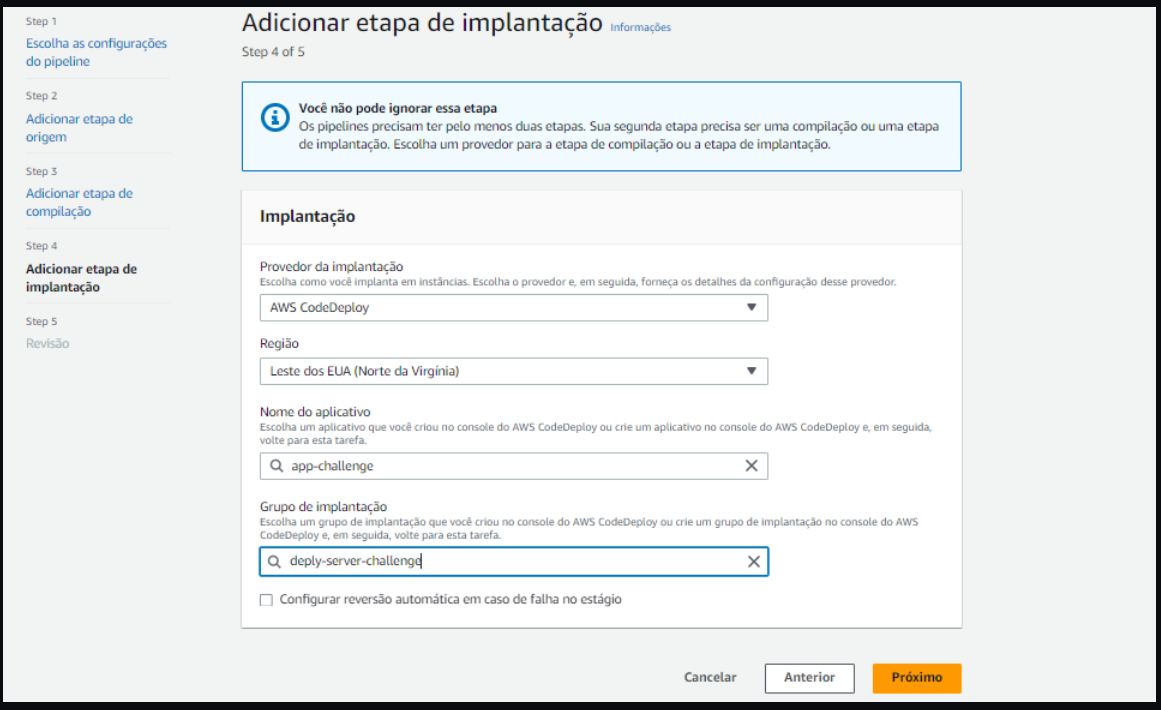 Step 1
Escolha as configurações
do pipeline
Step 2
Adicionar etapa de
origem
Step 3
Adicionar etapa de
compilação
Step 4
Adicionar etapa de
implantação
Step 5
Revisão
Adicionar etapa de implantação Informações
Step 4 of 5
Você não pode ignorar essa etapa
Os pipelines precisam ter pelo menos duas etapas. Sua segunda etapa precisa ser uma compilação ou uma etapa
de implantação. Escolha um provedor para a etapa de compilação ou a etapa de implantação.
Implantação
Provedor da implantação
Escolha como você implanta em instâncias. Escolha o provedor e, em seguida, forneça os detalhes da configuração desse provedor.
AWS CodeDeploy
Região
Leste dos EUA (Norte da Virgínia)
Nome do aplicativo
Escolha um aplicativo que você criou no console do AWS CodeDeploy ou crie um aplicativo no console do AWS CodeDeploy e, em seguida,
volte para esta tarefa.
app-challenge
Grupo de implantação
Escolha um grupo de implantação que você criou no console do AWS CodeDeploy ou crie um grupo de implantação no console do AWS
CodeDeploy e, em seguida, volte para esta tarefa.
deply-server-challenge
Configurar reversão automática em caso de falha no estágio
Cancelar
Anterior
Próximo